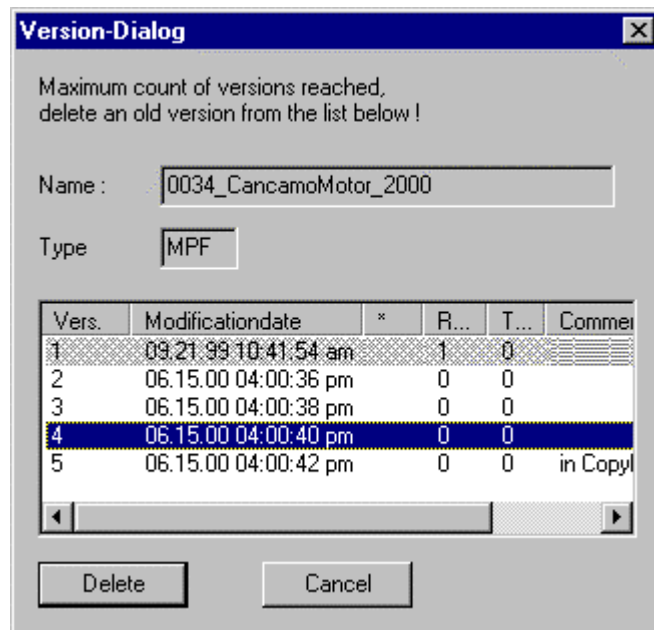 Version-Dialog
Maximum count of versions reached,
delete an old version from the list below !
Name : 0034_CancamoMotor_2000
Type MPF
Vers. Modificationdate * R... T... Commer
1 09.21.99 10:41:54 am 1 0
2 06.15.00 04:00:36 pm 0 0
3 06.15.00 04:00:38 pm 0 0
4 06.15.00 04:00:40 pm 0 0
5 06.15.00 04:00:42 pm 0 0 in Copyl
Delete Cancel